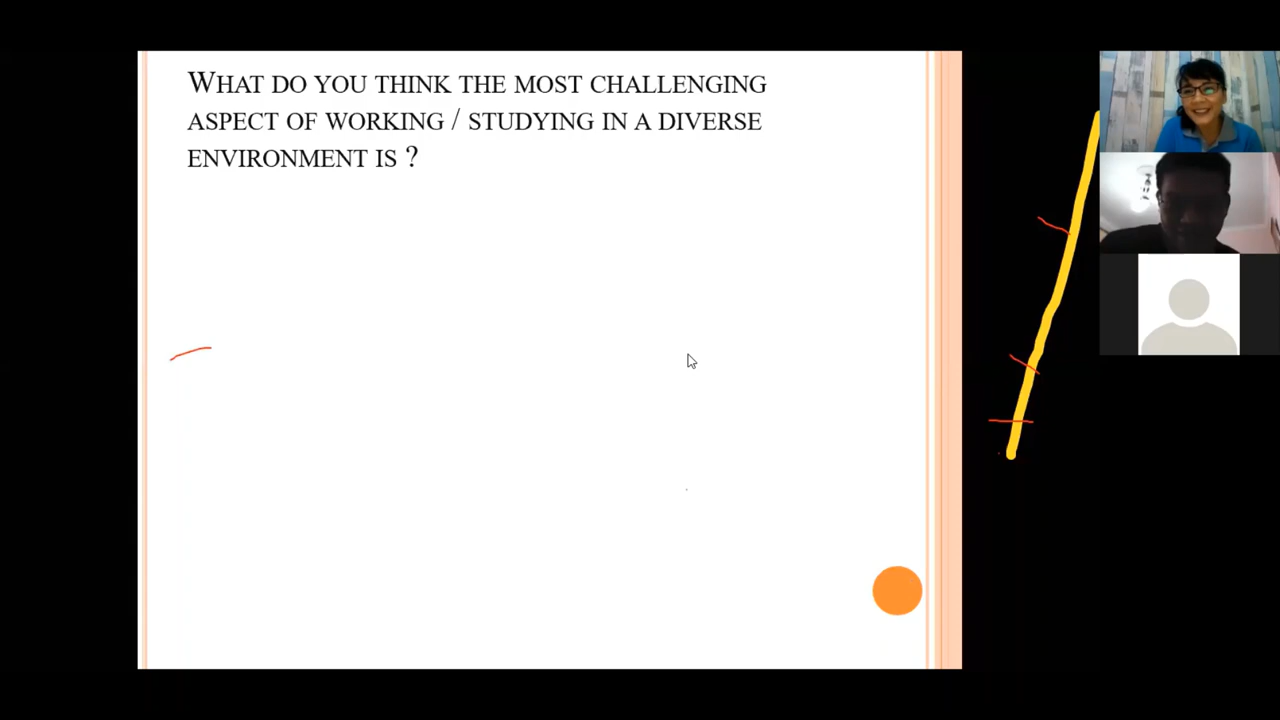 WHAT DO YOU THINK THE MOST CHALLENGING
ASPECT OF WORKING / STUDYING IN A DIVERSE
ENVIRONMENT IS ?